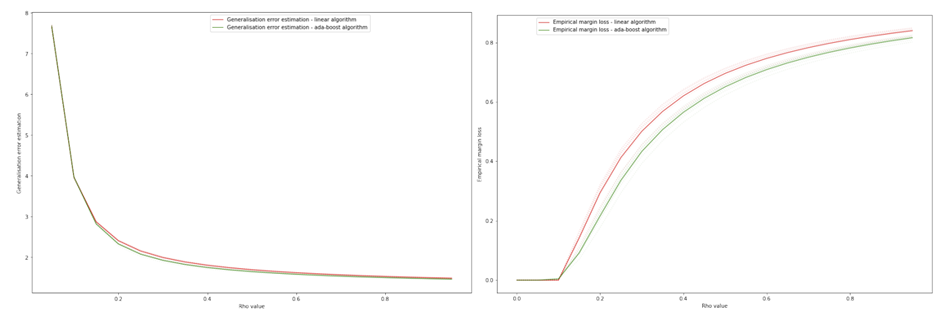 Generalisation error estimation - linear algorithm
Generalisation error estimation - ada-boost algorithm
Generalisation error estimation
8
7
6
5
4
3
2
0.2
0.4
0.6
0.8
Rho value
Empirical margin loss - linear algorithm
Empirical margin loss - ada-boost algorithm
Empirical margin loss
0.8
0.6
0.4
0.2
0.0
0.0
0.2
0.4
0.6
0.8
Rho value